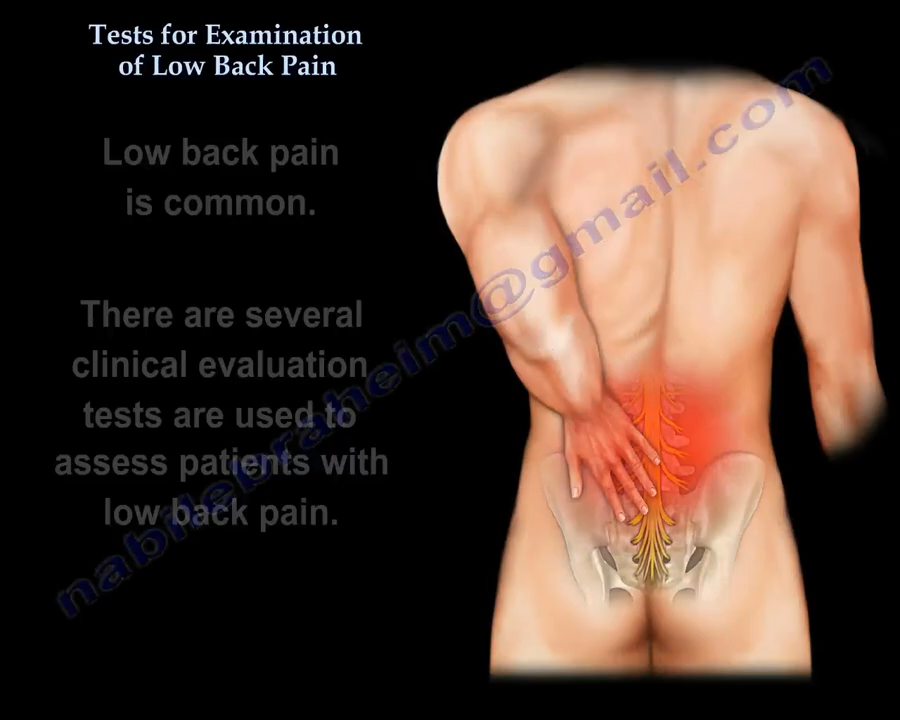 Tests for Examination
of Low Back Pain
Low back pain
is common.
There are several
clinical evaluation
tests are used to
assess patients with
low back pain.
nabilebraheim@gmail.com